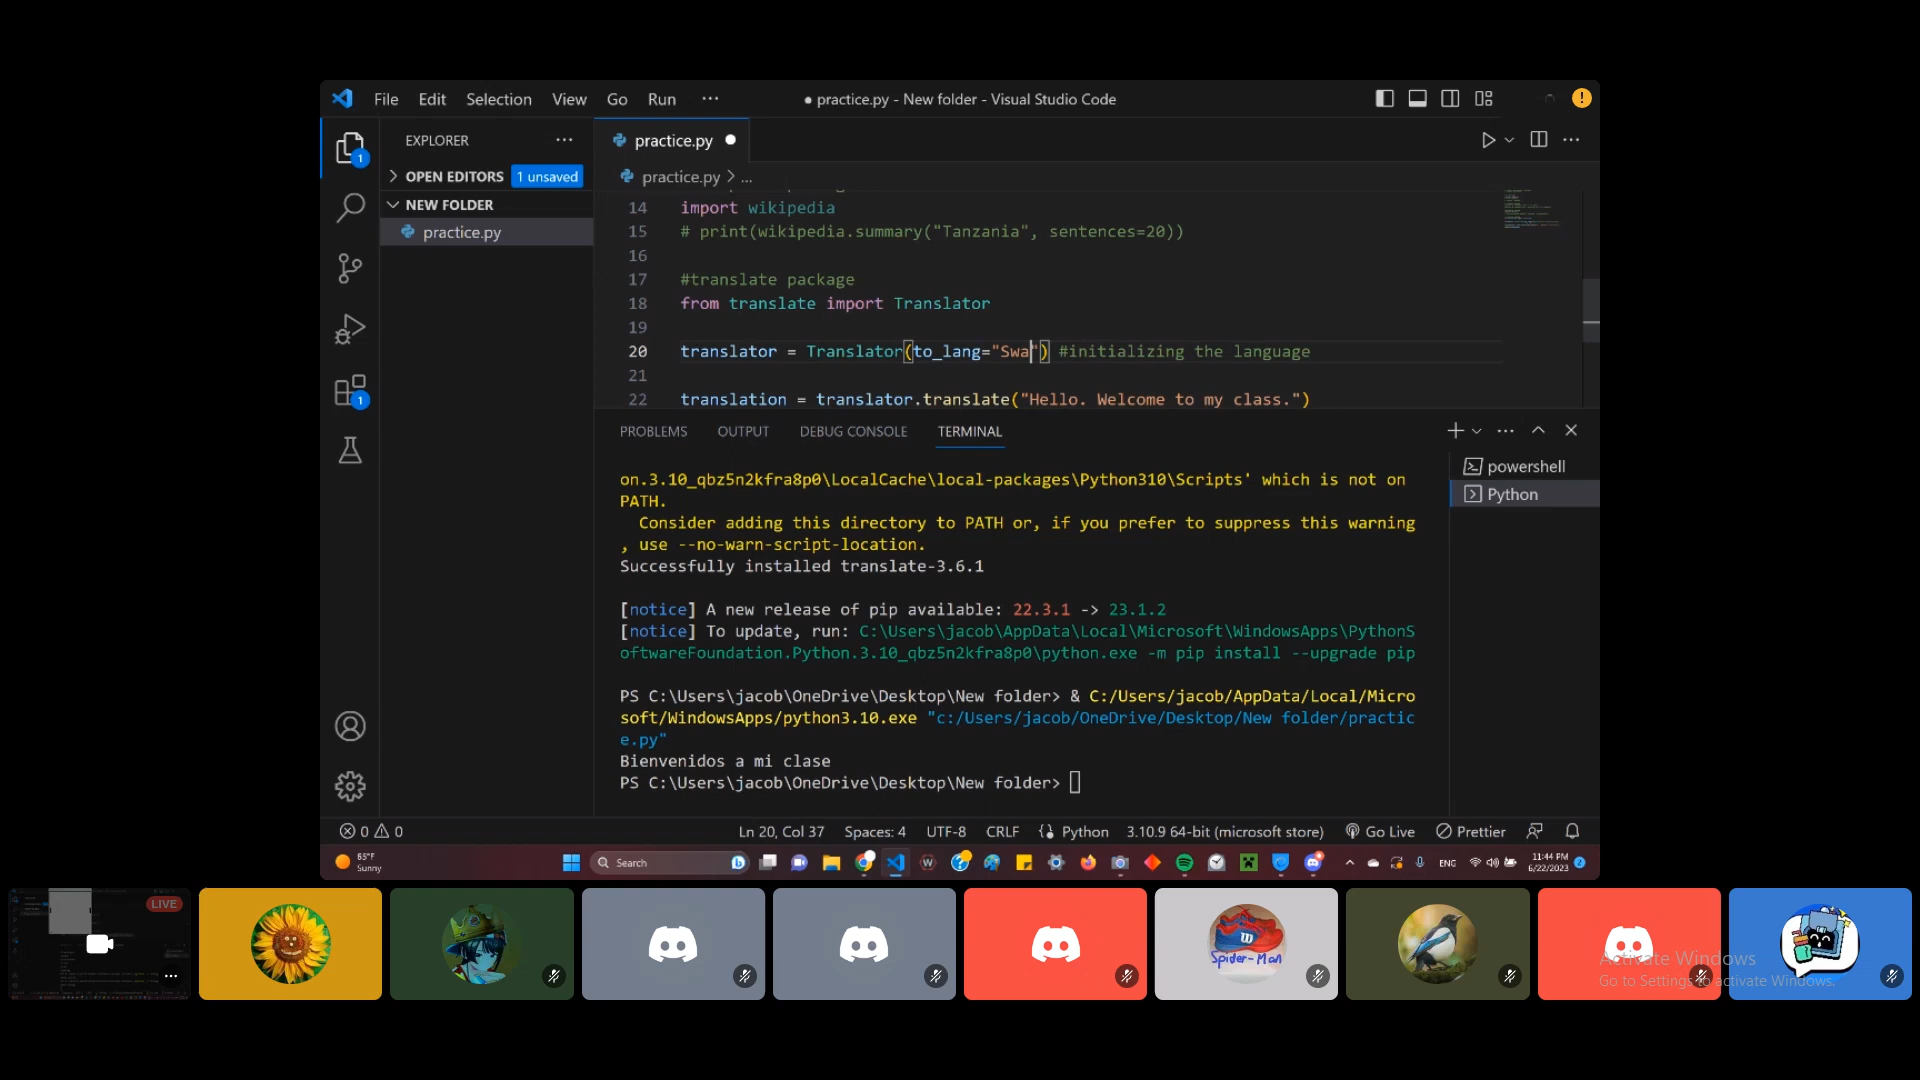 File Edit Selection View Go Run ···
● practice.py - New folder - Visual Studio Code
EXPLORER
practice.py
OPEN EDITORS 1 unsaved
practice.py > ...
NEW FOLDER
practice.py
14 import wikipedia
15 # print(wikipedia.summary("Tanzania", sentences=20))
16
17 #translate package
18 from translate import Translator
19
20 translator = Translator(to_lang="Swa") #initializing the language
21
22 translation = translator.translate("Hello. Welcome to my class.")
PROBLEMS OUTPUT DEBUG CONSOLE TERMINAL
powershell
Python
on.3.10_qbz5n2kfra8p0\LocalCache\local-packages\Python310\Scripts' which is not on
PATH.
Consider adding this directory to PATH or, if you prefer to suppress this warning
, use --no-warn-script-location.
Successfully installed translate-3.6.1
[notice] A new release of pip available: 22.3.1 -> 23.1.2
[notice] To update, run: C:\Users\jacob\AppData\Local\Microsoft\WindowsApps\PythonS
oftwareFoundation.Python.3.10_qbz5n2kfra8p0\python.exe -m pip install --upgrade pip
PS C:\Users\jacob\OneDrive\Desktop\New folder> & C:/Users/jacob/AppData/Local/Micro
soft/WindowsApps/python3.10.exe "c:/Users/jacob/OneDrive/Desktop/New folder/practic
e.py"
Bienvenidos a mi clase
PS C:\Users\jacob\OneDrive\Desktop\New folder>
0 0 Ln 20, Col 37 Spaces: 4 UTF-8 CRLF Python 3.10.9 64-bit (microsoft store) Go Live Prettier
65°F
Sunny
Search
ENG
11:44 PM
6/22/2023
2
LIVE
Spider-Man
Activate Windows
Go to Settings to activate Windows.